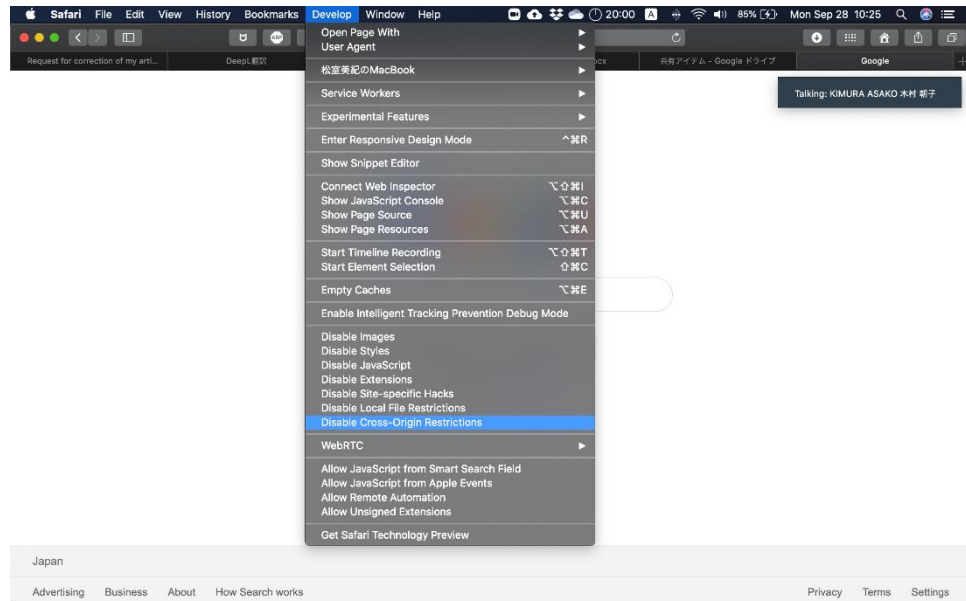 Safari File Edit View History Bookmarks Develop Window Help 20:00 A 85% Mon Sep 28 10:25
ABP
Request for correction of my arti...
DeepL翻訳
共有アイテム - Google ドライブ
Google
Talking: KIMURA ASAKO 木村 朝子
Open Page With
User Agent
松室美紀のMacBook
Service Workers
Experimental Features
Enter Responsive Design Mode ^⌘R
Show Snippet Editor
Connect Web Inspector ⌥⇧⌘I
Show JavaScript Console ⌥⌘C
Show Page Source ⌥⌘U
Show Page Resources ⌥⌘A
Start Timeline Recording ⌥⇧⌘T
Start Element Selection ⇧⌘C
Empty Caches ⌥⌘E
Enable Intelligent Tracking Prevention Debug Mode
Disable Images
Disable Styles
Disable JavaScript
Disable Extensions
Disable Site-specific Hacks
Disable Local File Restrictions
Disable Cross-Origin Restrictions
WebRTC
Allow JavaScript from Smart Search Field
Allow JavaScript from Apple Events
Allow Remote Automation
Allow Unsigned Extensions
Get Safari Technology Preview
Japan
Advertising Business About How Search works Privacy Terms Settings